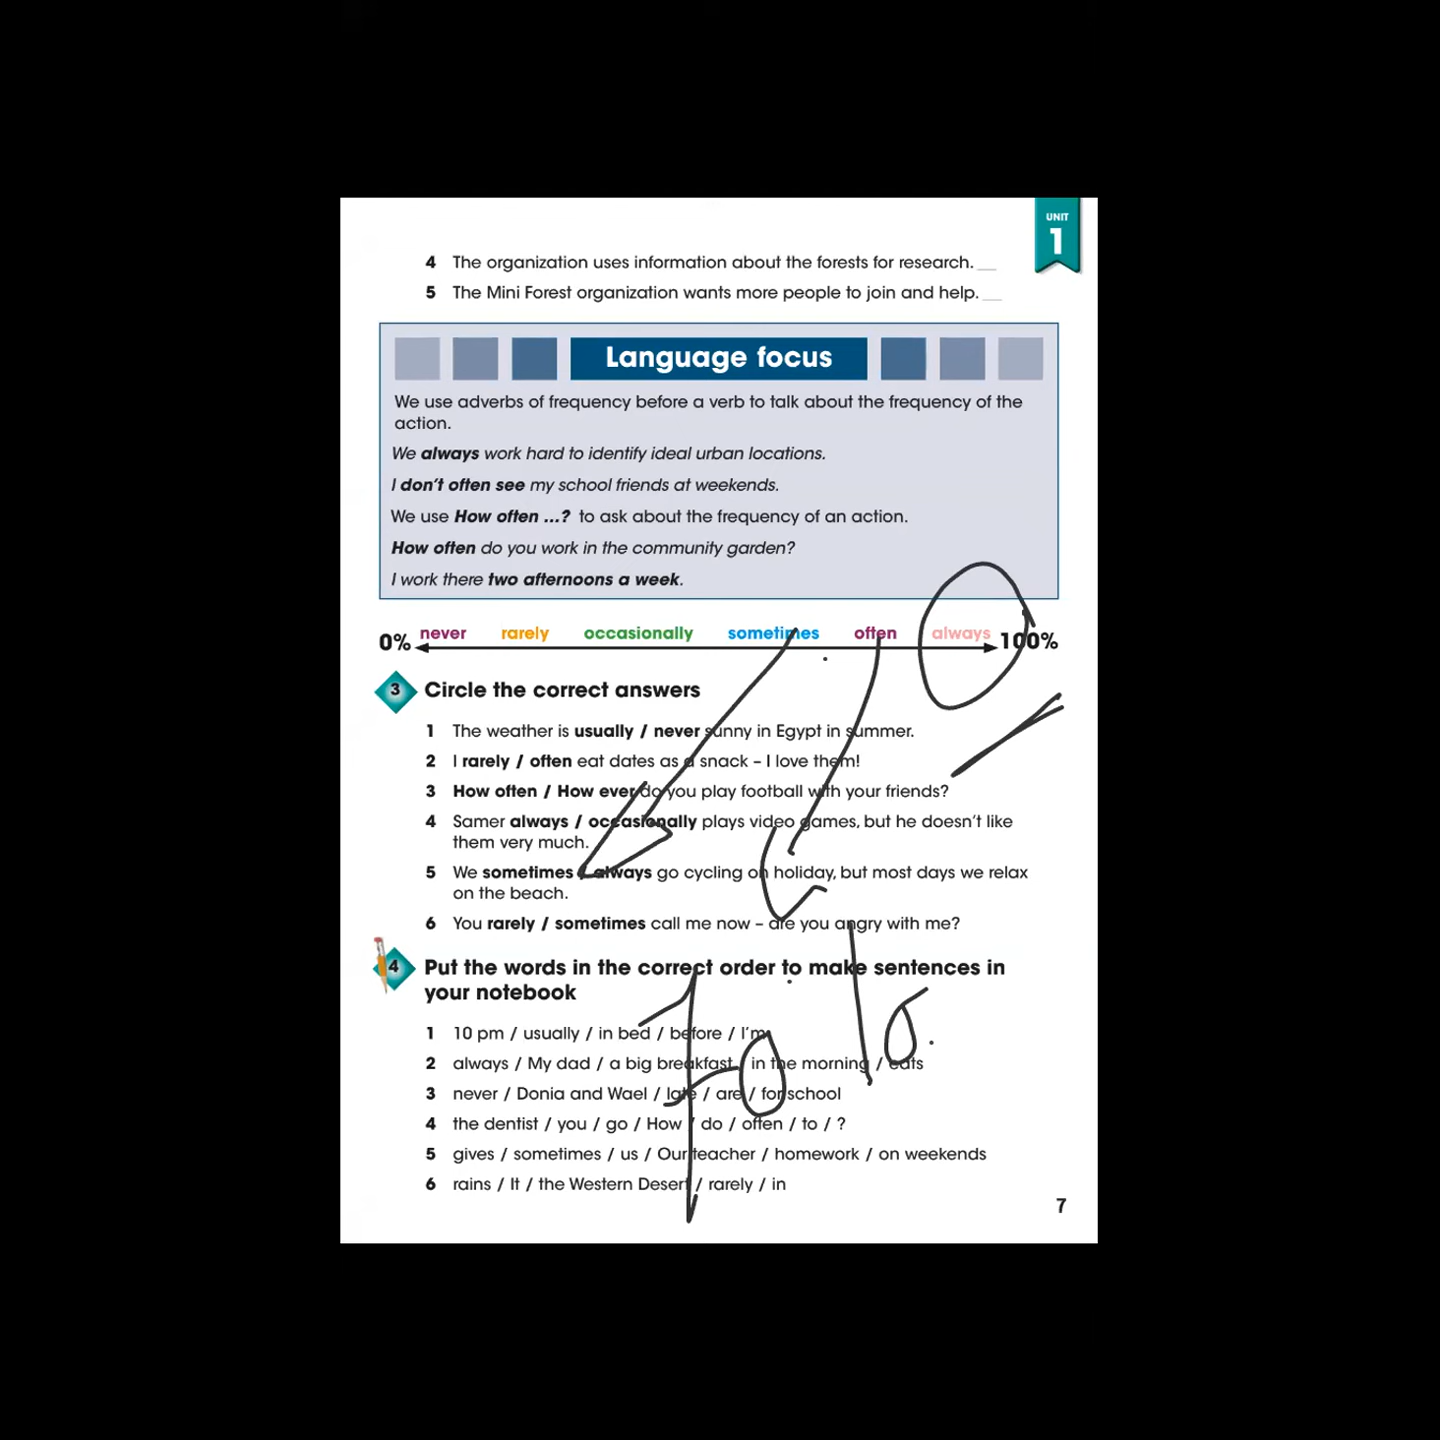 UNIT
1
4 The organization uses information about the forests for research. __
5 The Mini Forest organization wants more people to join and help. __
Language focus
We use adverbs of frequency before a verb to talk about the frequency of the
action.
We always work hard to identify ideal urban locations.
I don't often see my school friends at weekends.
We use How often ...? to ask about the frequency of an action.
How often do you work in the community garden?
I work there two afternoons a week.
0% never rarely occasionally sometimes often always 100%
3 Circle the correct answers
1 The weather is usually / never sunny in Egypt in summer.
2 I rarely / often eat dates as a snack – I love them!
3 How often / How ever do you play football with your friends?
4 Samer always / occasionally plays video games, but he doesn't like
them very much.
5 We sometimes / always go cycling on holiday, but most days we relax
on the beach.
6 You rarely / sometimes call me now – are you angry with me?
4 Put the words in the correct order to make sentences in
your notebook
1 10 pm / usually / in bed / before / I'm
2 always / My dad / a big breakfast / in the morning / eats
3 never / Donia and Wael / late / are / for school
4 the dentist / you / go / How / do / often / to / ?
5 gives / sometimes / us / Our teacher / homework / on weekends
6 rains / It / the Western Desert / rarely / in
7